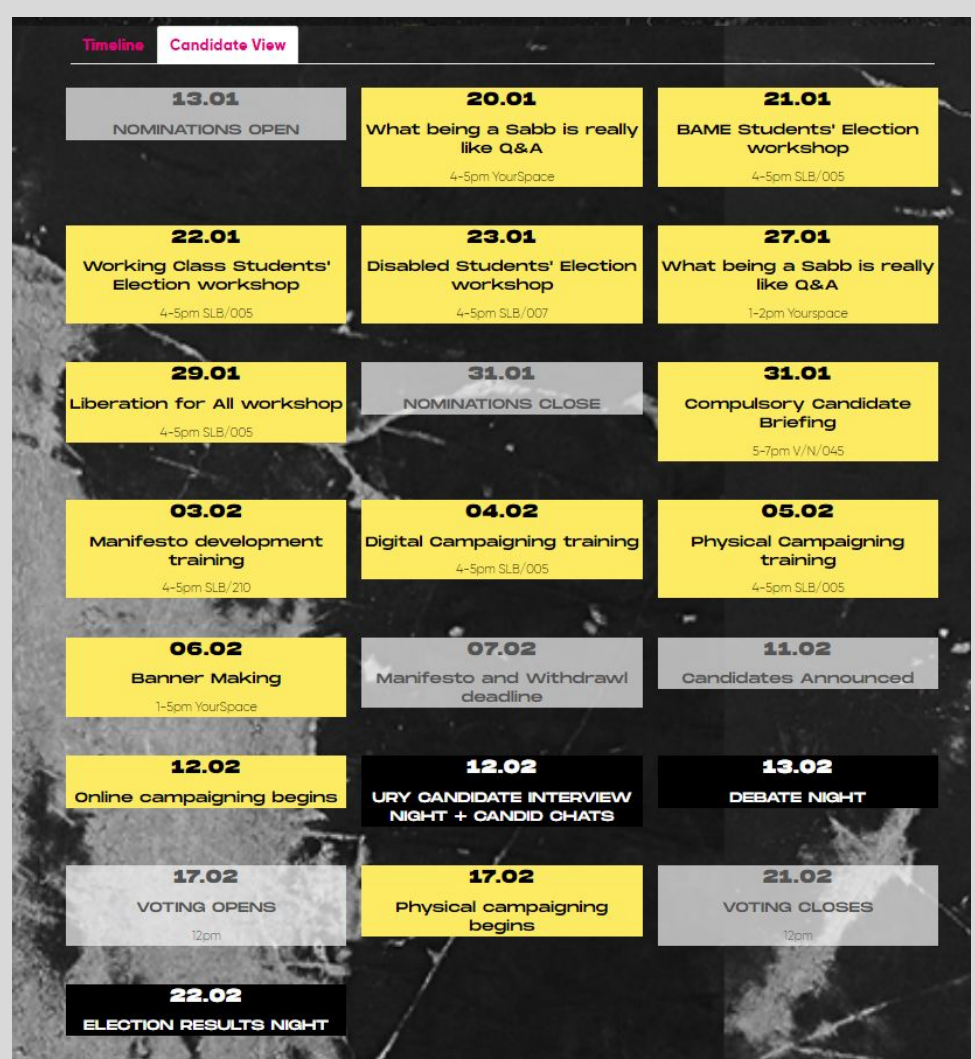 Timeline
Candidate View
13.01
NOMINATIONS OPEN
20.01
What being a Sabb is really
like Q&A
4-5pm YourSpace
21.01
BAME Students' Election
workshop
4-5pm SLB/005
22.01
Working Class Students'
Election workshop
4-5pm SLB/005
23.01
Disabled Students' Election
workshop
4-5pm SLB/007
27.01
What being a Sabb is really
like Q&A
1-2pm Yourspace
29.01
Liberation for All workshop
4-5pm SLB/005
31.01
NOMINATIONS CLOSE
31.01
Compulsory Candidate
Briefing
5-7pm V/N/045
03.02
Manifesto development
training
4-5pm SLB/210
04.02
Digital Campaigning training
4-5pm SLB/005
05.02
Physical Campaigning
training
4-5pm SLB/005
06.02
Banner Making
1-5pm YourSpace
07.02
Manifesto and Withdrawl
deadline
11.02
Candidates Announced
12.02
Online campaigning begins
12.02
URY CANDIDATE INTERVIEW
NIGHT + CANDID CHATS
13.02
DEBATE NIGHT
17.02
VOTING OPENS
12pm
17.02
Physical campaigning
begins
21.02
VOTING CLOSES
12pm
22.02
ELECTION RESULTS NIGHT